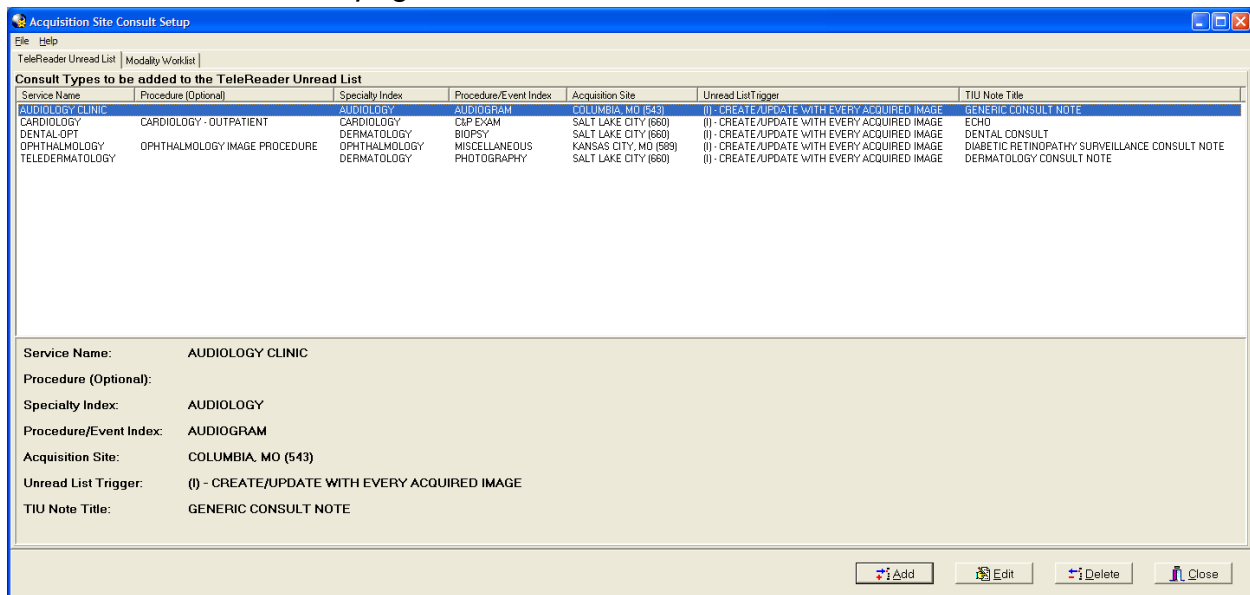 Acquisition Site Consult Setup
File Help
TeleReader Unread List Modality Worklist
Consult Types to be added to the TeleReader Unread List
Service Name Procedure (Optional) Specialty Index Procedure/Event Index Acquisition Site Unread ListTrigger TIU Note Title
AUDIOLOGY CLINIC AUDIOLOGY AUDIOGRAM COLUMBIA, MO (543) (I) - CREATE/UPDATE WITH EVERY ACQUIRED IMAGE GENERIC CONSULT NOTE
CARDIOLOGY CARDIOLOGY - OUTPATIENT CARDIOLOGY C&P EXAM SALT LAKE CITY (660) (I) - CREATE/UPDATE WITH EVERY ACQUIRED IMAGE ECHO
DENTAL-OPT DERMATOLOGY BIOPSY SALT LAKE CITY (660) (I) - CREATE/UPDATE WITH EVERY ACQUIRED IMAGE DENTAL CONSULT
OPHTHALMOLOGY OPHTHALMOLOGY IMAGE PROCEDURE OPHTHALMOLOGY MISCELLANEOUS KANSAS CITY, MO (589) (I) - CREATE/UPDATE WITH EVERY ACQUIRED IMAGE DIABETIC RETINOPATHY SURVEILLANCE CONSULT NOTE
TELEDERMATOLOGY DERMATOLOGY PHOTOGRAPHY SALT LAKE CITY (660) (I) - CREATE/UPDATE WITH EVERY ACQUIRED IMAGE DERMATOLOGY CONSULT NOTE
Service Name: AUDIOLOGY CLINIC
Procedure (Optional):
Specialty Index: AUDIOLOGY
Procedure/Event Index: AUDIOGRAM
Acquisition Site: COLUMBIA, MO (543)
Unread List Trigger: (I) - CREATE/UPDATE WITH EVERY ACQUIRED IMAGE
TIU Note Title: GENERIC CONSULT NOTE
Add Edit Delete Close